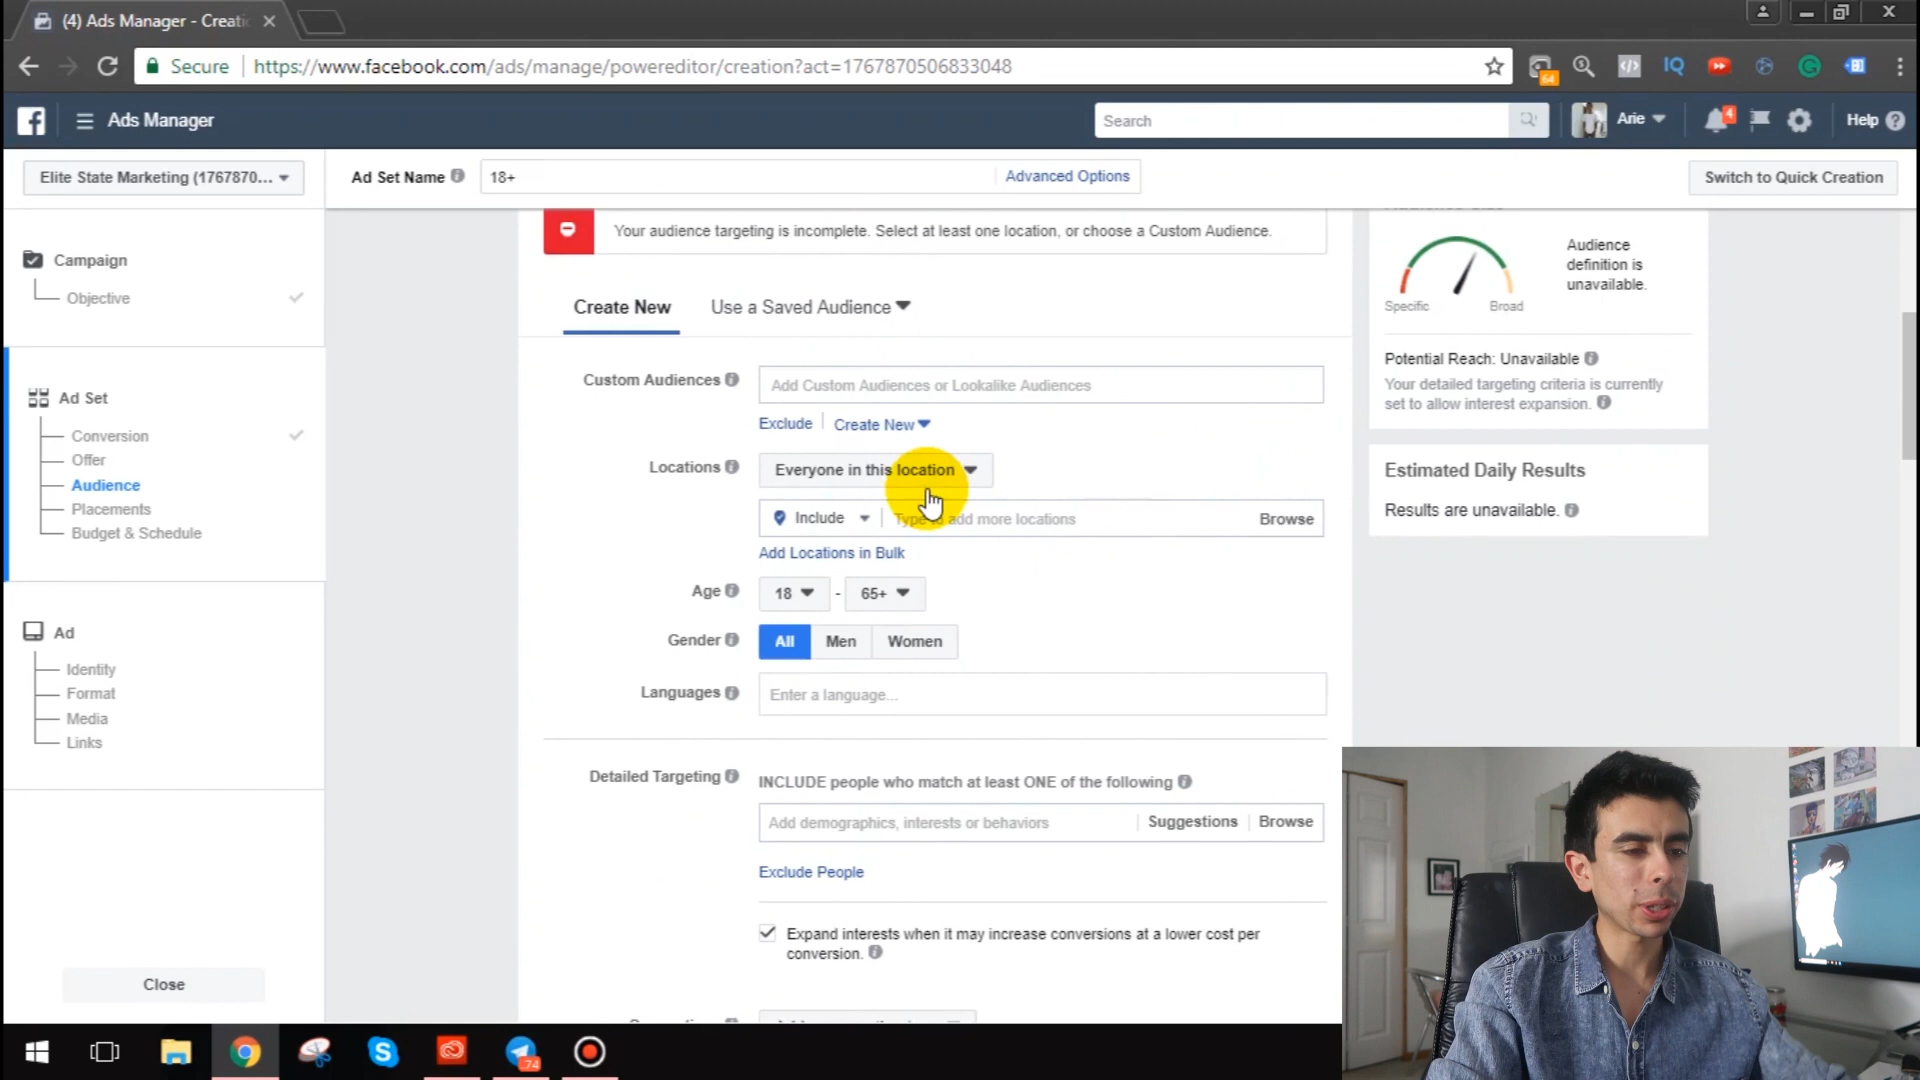 (4) Ads Manager - Creati
Secure https://www.facebook.com/ads/manage/powereditor/creation?act=1767870506833048
64
IQ
Ads Manager
Search
Arie
4
Help
Elite State Marketing (1767870...
Ad Set Name
18+
Advanced Options
Switch to Quick Creation
Campaign
Objective
Ad Set
Conversion
Offer
Audience
Placements
Budget & Schedule
Ad
Identity
Format
Media
Links
Close
Your audience targeting is incomplete. Select at least one location, or choose a Custom Audience.
Create New
Use a Saved Audience
Custom Audiences
Add Custom Audiences or Lookalike Audiences
Exclude
Create New
Locations
Everyone in this location
Include
Type to add more locations
Browse
Add Locations in Bulk
Age
18 - 65+
Gender
All
Men
Women
Languages
Enter a language...
Detailed Targeting
INCLUDE people who match at least ONE of the following
Add demographics, interests or behaviors
Suggestions
Browse
Exclude People
Expand interests when it may increase conversions at a lower cost per
conversion.
Audience
definition is
unavailable.
Specific
Broad
Potential Reach: Unavailable
Your detailed targeting criteria is currently
set to allow interest expansion.
Estimated Daily Results
Results are unavailable.
74